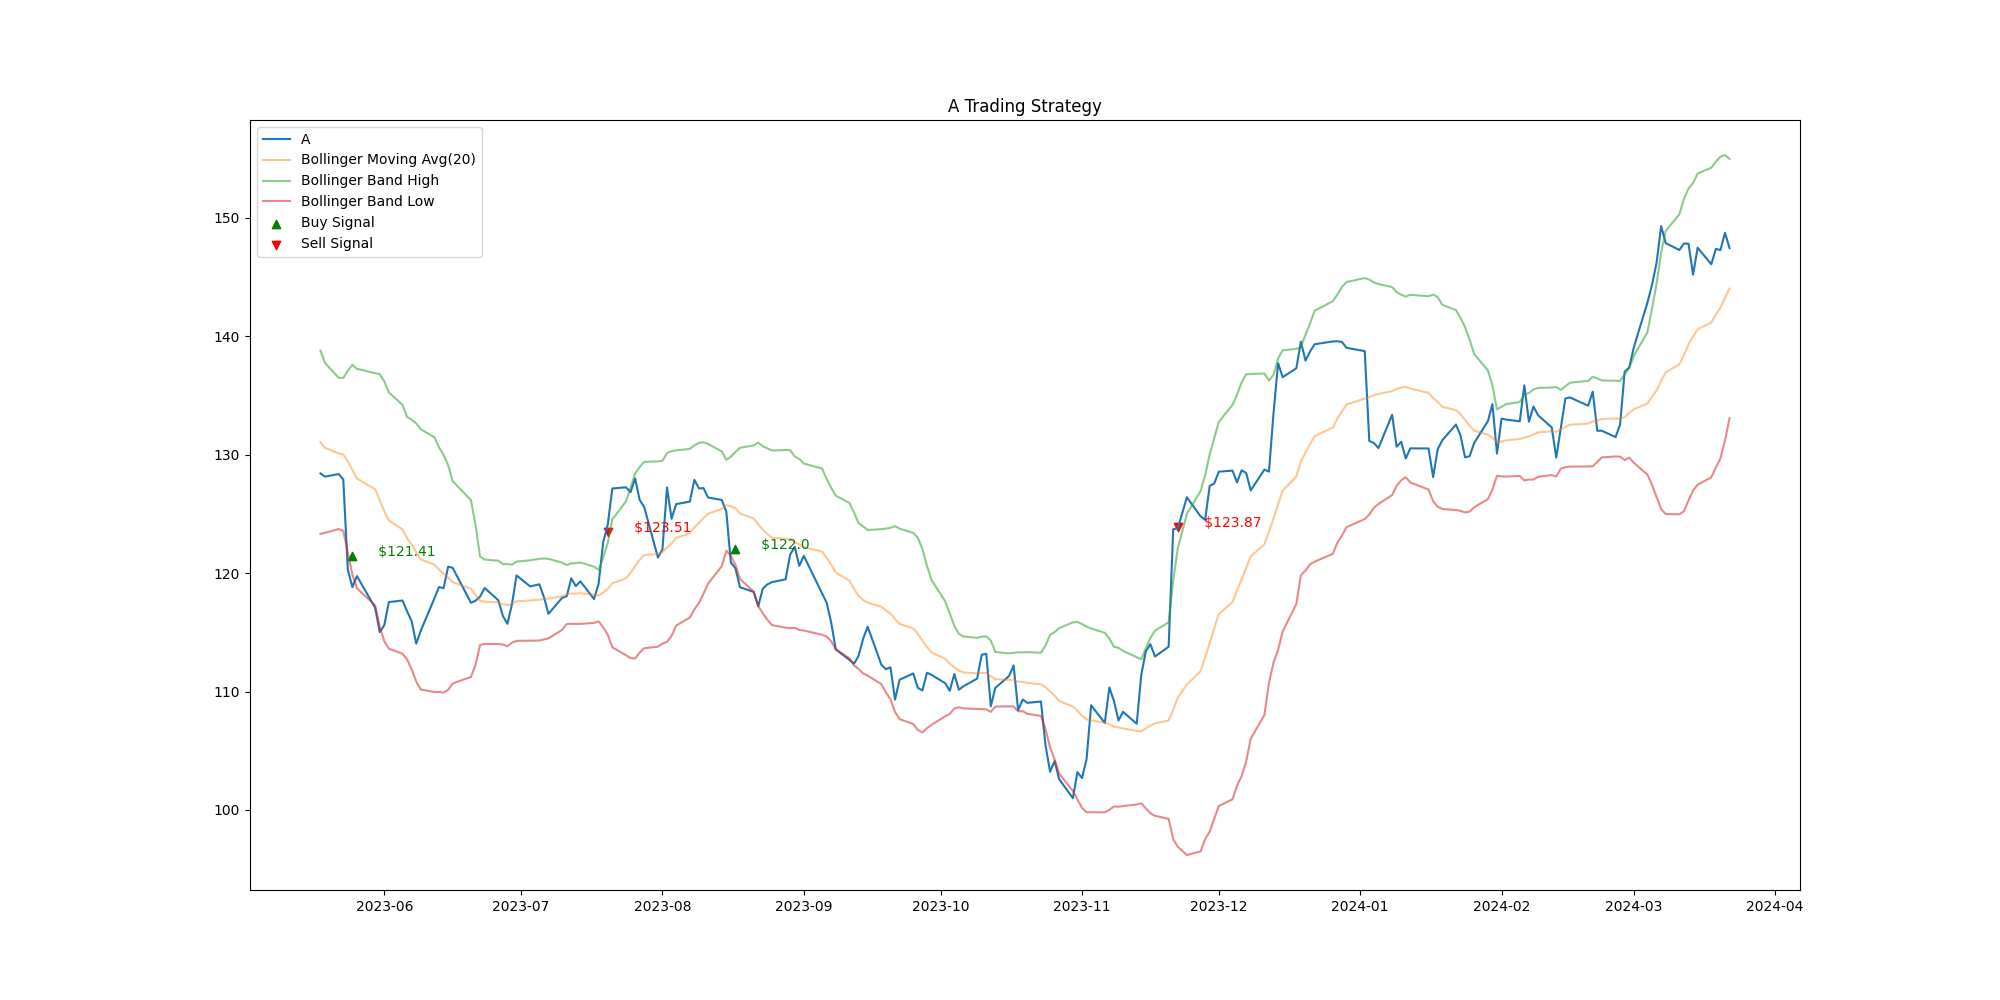 A Trading Strategy
A
Bollinger Moving Avg(20)
Bollinger Band High
Bollinger Band Low
Buy Signal
Sell Signal
150
140
130
120
110
100
$121.41
$123.51
$122.0
$123.87
2023-06 2023-07 2023-08 2023-09 2023-10 2023-11 2023-12 2024-01 2024-02 2024-03 2024-04